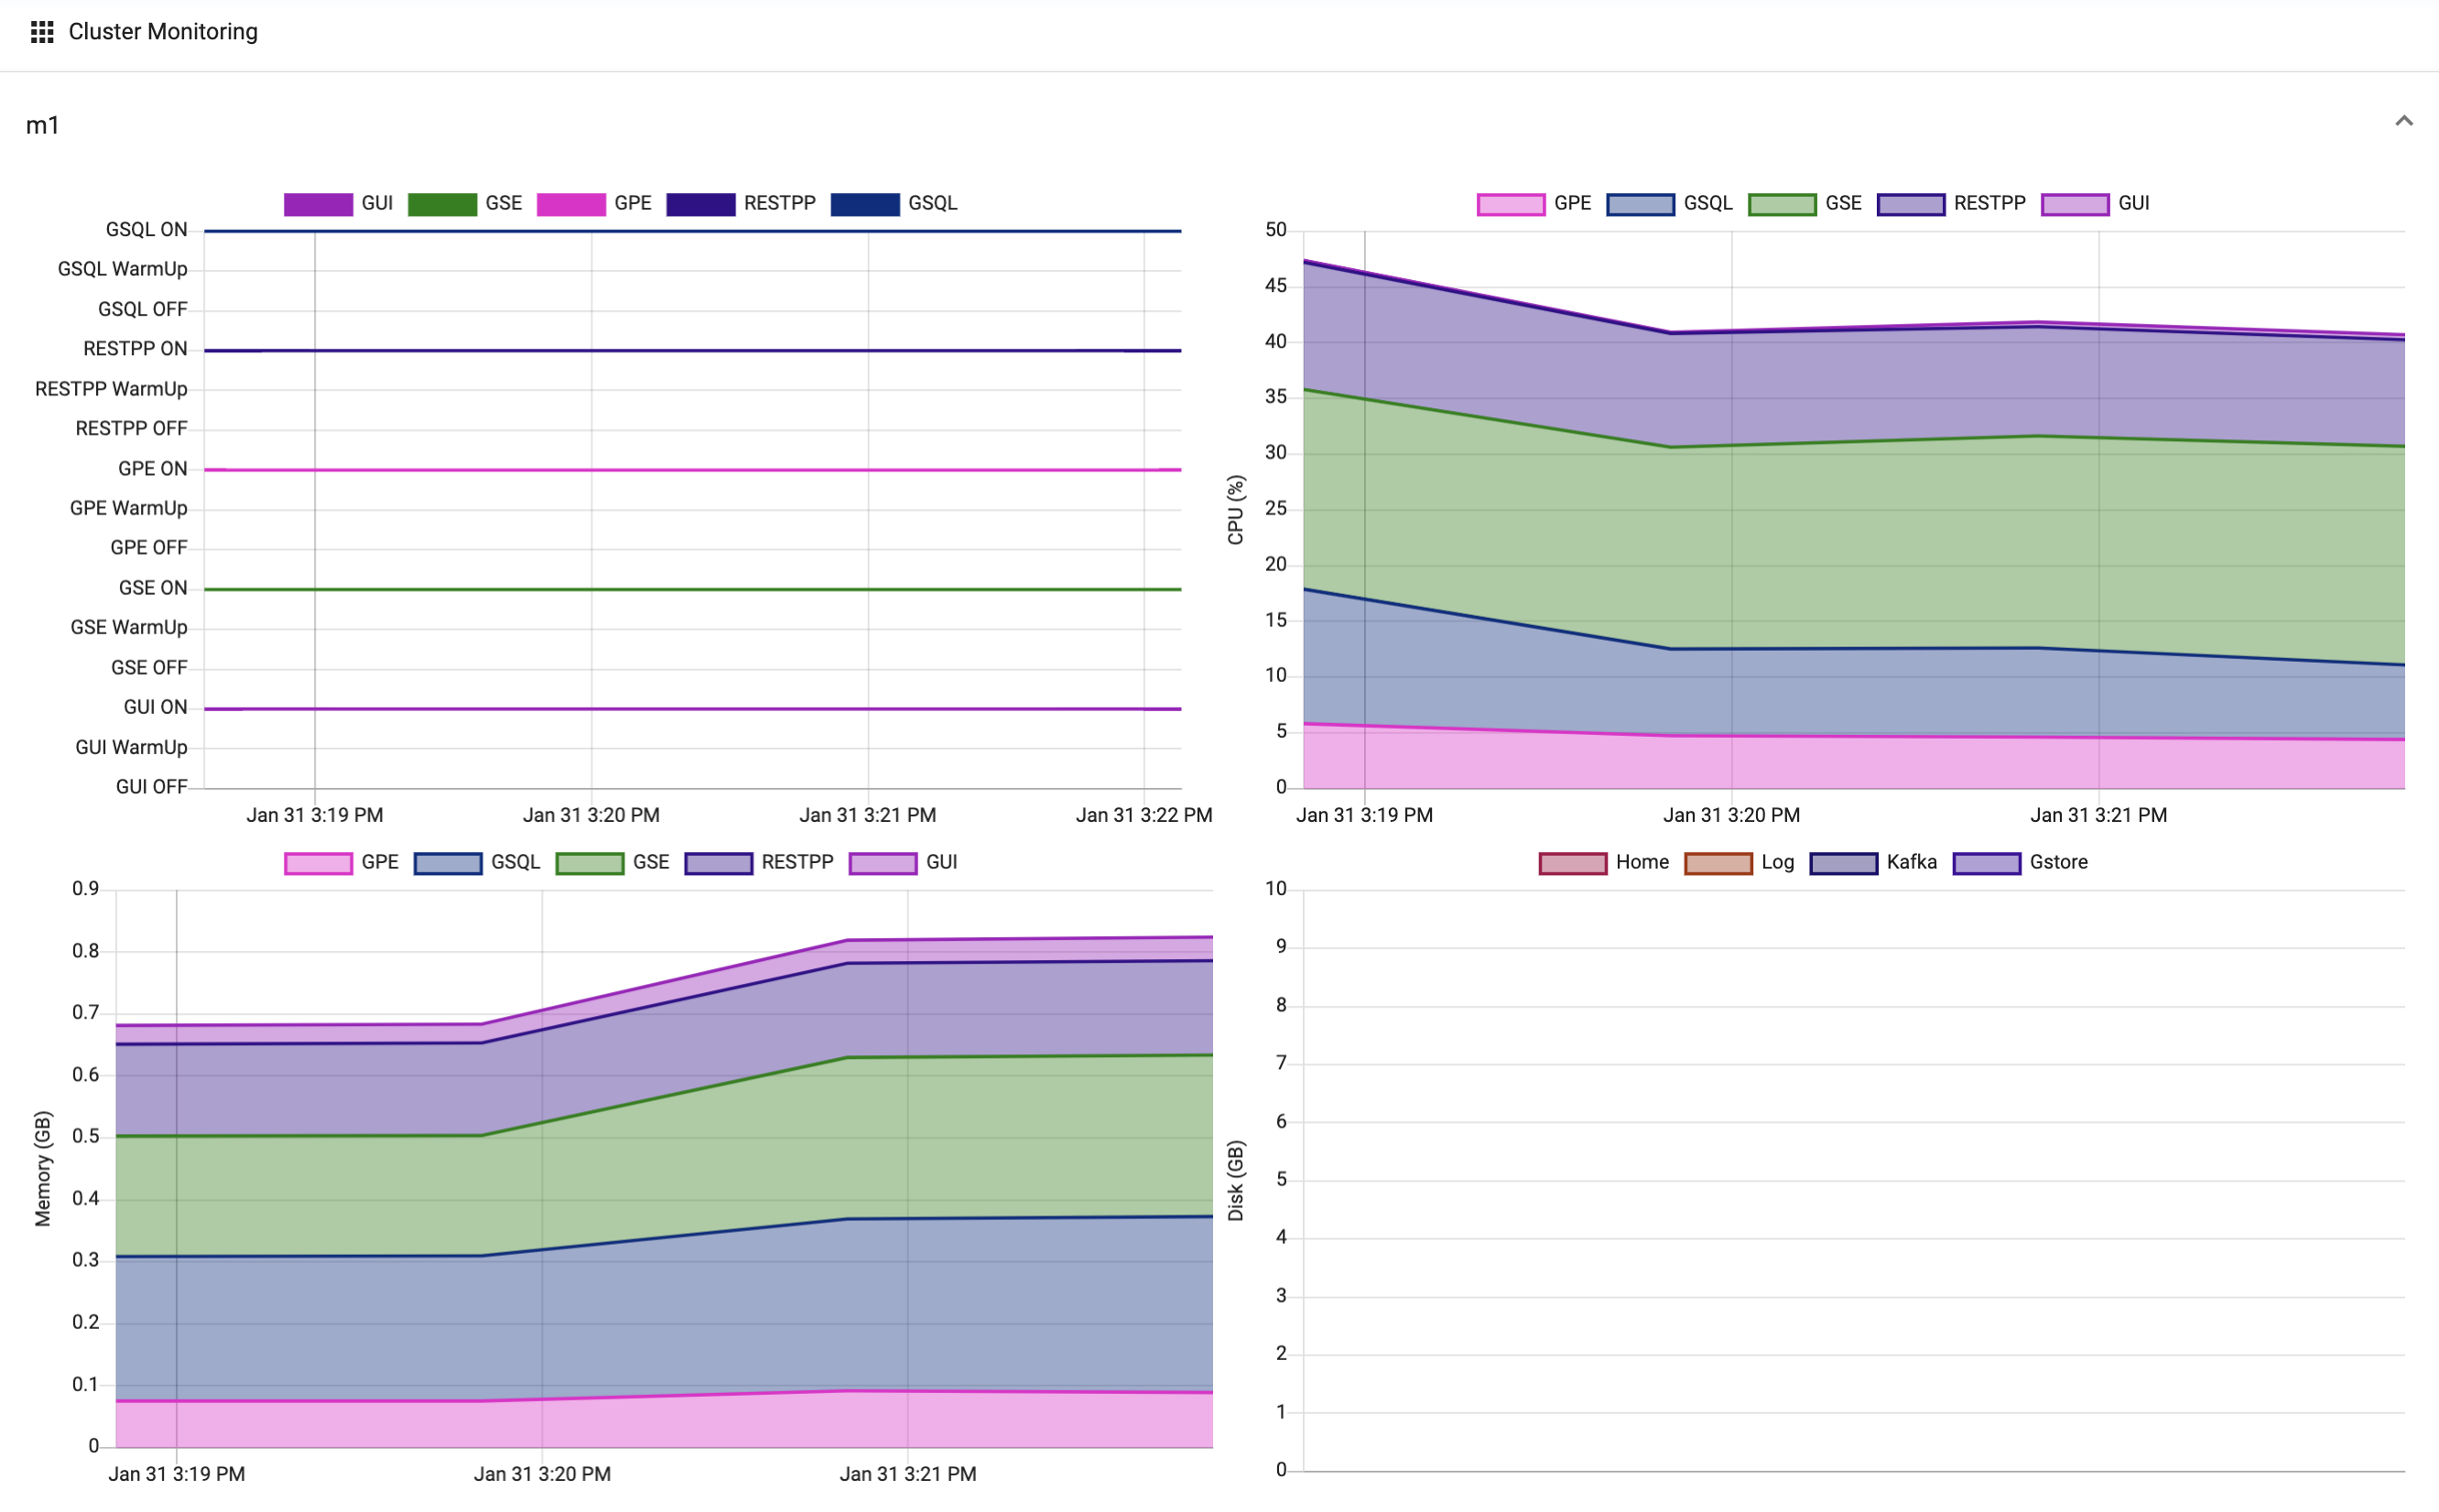 Cluster Monitoring
m1
GUI GSE GPE RESTPP GSQL
GSQL ON
GSQL WarmUp
GSQL OFF
RESTPP ON
RESTPP WarmUp
RESTPP OFF
GPE ON
GPE WarmUp
GPE OFF
GSE ON
GSE WarmUp
GSE OFF
GUI ON
GUI WarmUp
GUI OFF
Jan 31 3:19 PM Jan 31 3:20 PM Jan 31 3:21 PM Jan 31 3:22 PM
GPE GSQL GSE RESTPP GUI
CPU (%)
50
45
40
35
30
25
20
15
10
5
0
Jan 31 3:19 PM Jan 31 3:20 PM Jan 31 3:21 PM
GPE GSQL GSE RESTPP GUI
Memory (GB)
0.9
0.8
0.7
0.6
0.5
0.4
0.3
0.2
0.1
0
Jan 31 3:19 PM Jan 31 3:20 PM Jan 31 3:21 PM
Home Log Kafka Gstore
Disk (GB)
10
9
8
7
6
5
4
3
2
1
0